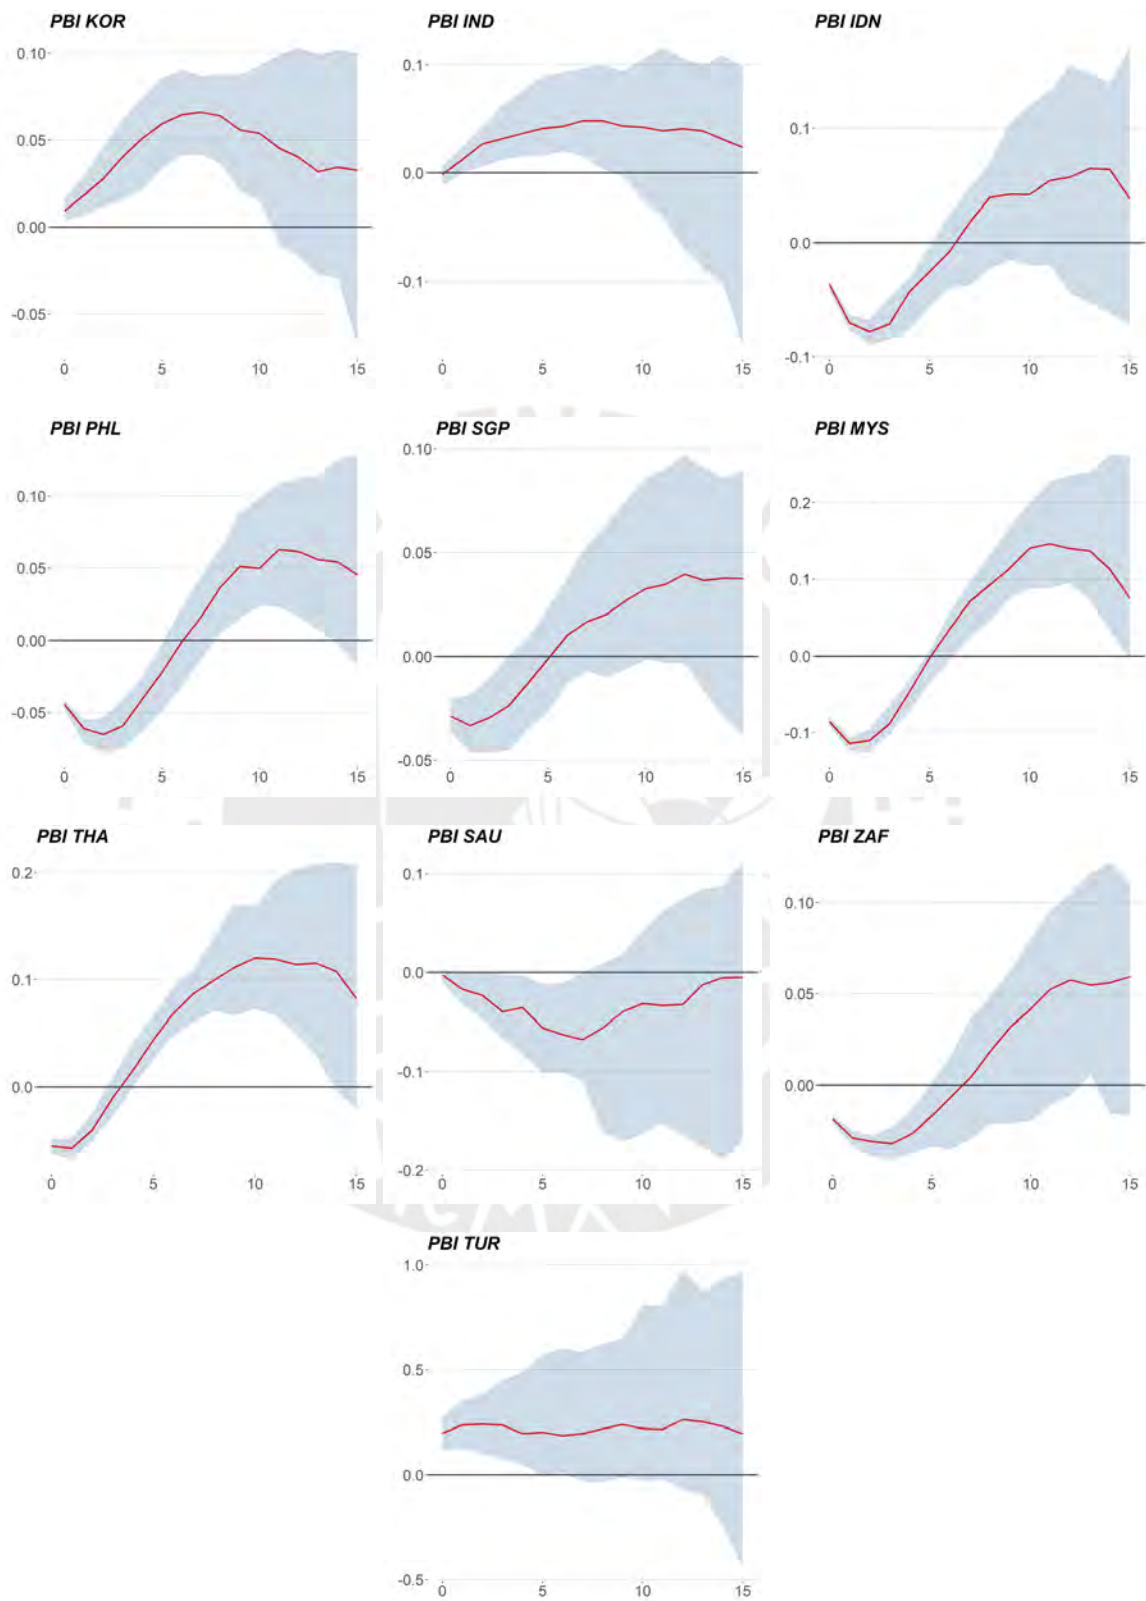 PBI KOR
0.10
0.05
0.00
-0.05
0 5 10 15
PBI IND
0.1
0.0
-0.1
0 5 10 15
PBI IDN
0.1
0.0
-0.1
0 5 10 15
PBI PHL
0.10
0.05
0.00
-0.05
0 5 10 15
PBI SGP
0.10
0.05
0.00
-0.05
0 5 10 15
PBI MYS
0.2
0.1
0.0
-0.1
0 5 10 15
PBI THA
0.2
0.1
0.0
0 5 10 15
PBI SAU
0.1
0.0
-0.1
-0.2
0 5 10 15
PBI ZAF
0.10
0.05
0.00
0 5 10 15
PBI TUR
1.0
0.5
0.0
-0.5
0 5 10 15